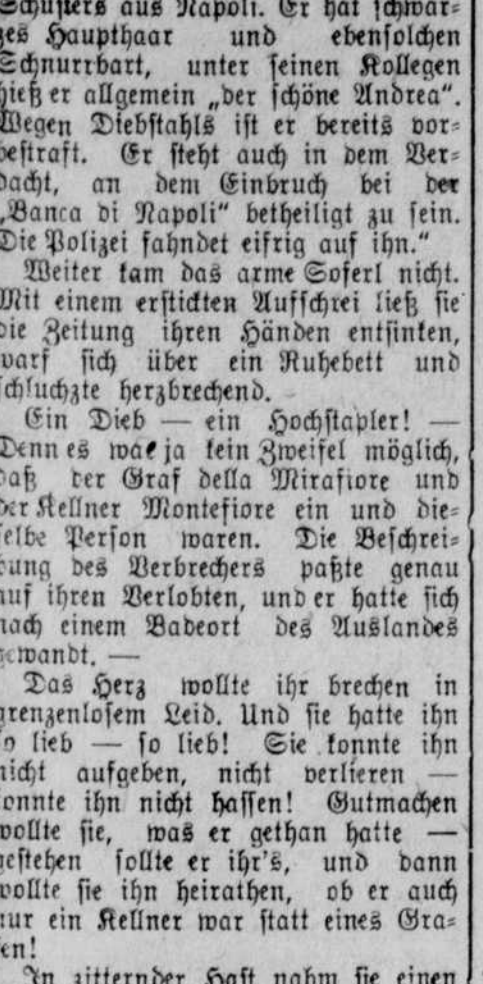 Schusters aus Napoli. Er hat schwar-
zes Haupthaar und ebensolchen
Schnurrbart, unter seinen Kollegen
hieß er allgemein „der schöne Andrea“.
Wegen Diebstahls ist er bereits vor-
bestraft. Er steht auch in dem Ver-
dacht, an dem Einbruch bei der
„Banca di Napoli“ betheiligt zu sein.
Die Polizei fahndet eifrig auf ihn.“
Weiter kam das arme Soferl nicht.
Mit einem erstickten Aufschrei ließ sie
die Zeitung ihren Händen entsinken,
warf sich über ein Ruhebett und
schluchzte herzbrechend.
Ein Dieb — ein Hochstapler! —
Denn es war ja kein Zweifel möglich,
daß der Graf della Mirafiore und
der Kellner Montefiore ein und die-
selbe Person waren. Die Beschrei-
bung des Verbrechers paßte genau
auf ihren Verlobten, und er hatte sich
nach einem Badeort des Auslandes
gewandt. —
Das Herz wollte ihr brechen in
grenzenlosem Leid. Und sie hatte ihn
so lieb — so lieb! Sie konnte ihn
nicht aufgeben, nicht verlieren —
konnte ihn nicht hassen! Gutmachen
wollte sie, was er gethan hatte —
gestehen sollte er ihr's, und dann
wollte sie ihn heirathen, ob er auch
nur ein Kellner war statt eines Gra-
fen!
In zitternder Hast nahm sie einen